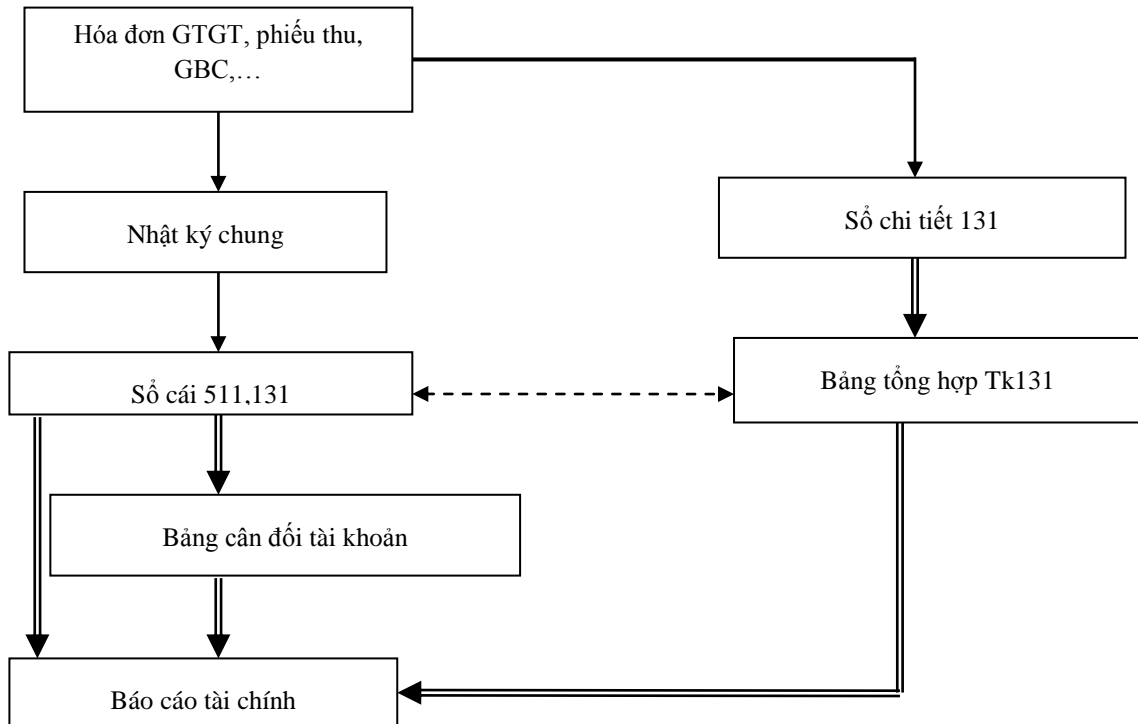 Hóa đơn GTGT, phiếu thu,
GBC,…
Nhật ký chung
Sổ chi tiết 131
Sổ cái 511,131
Bảng tổng hợp Tk131
Bảng cân đối tài khoản
Báo cáo tài chính